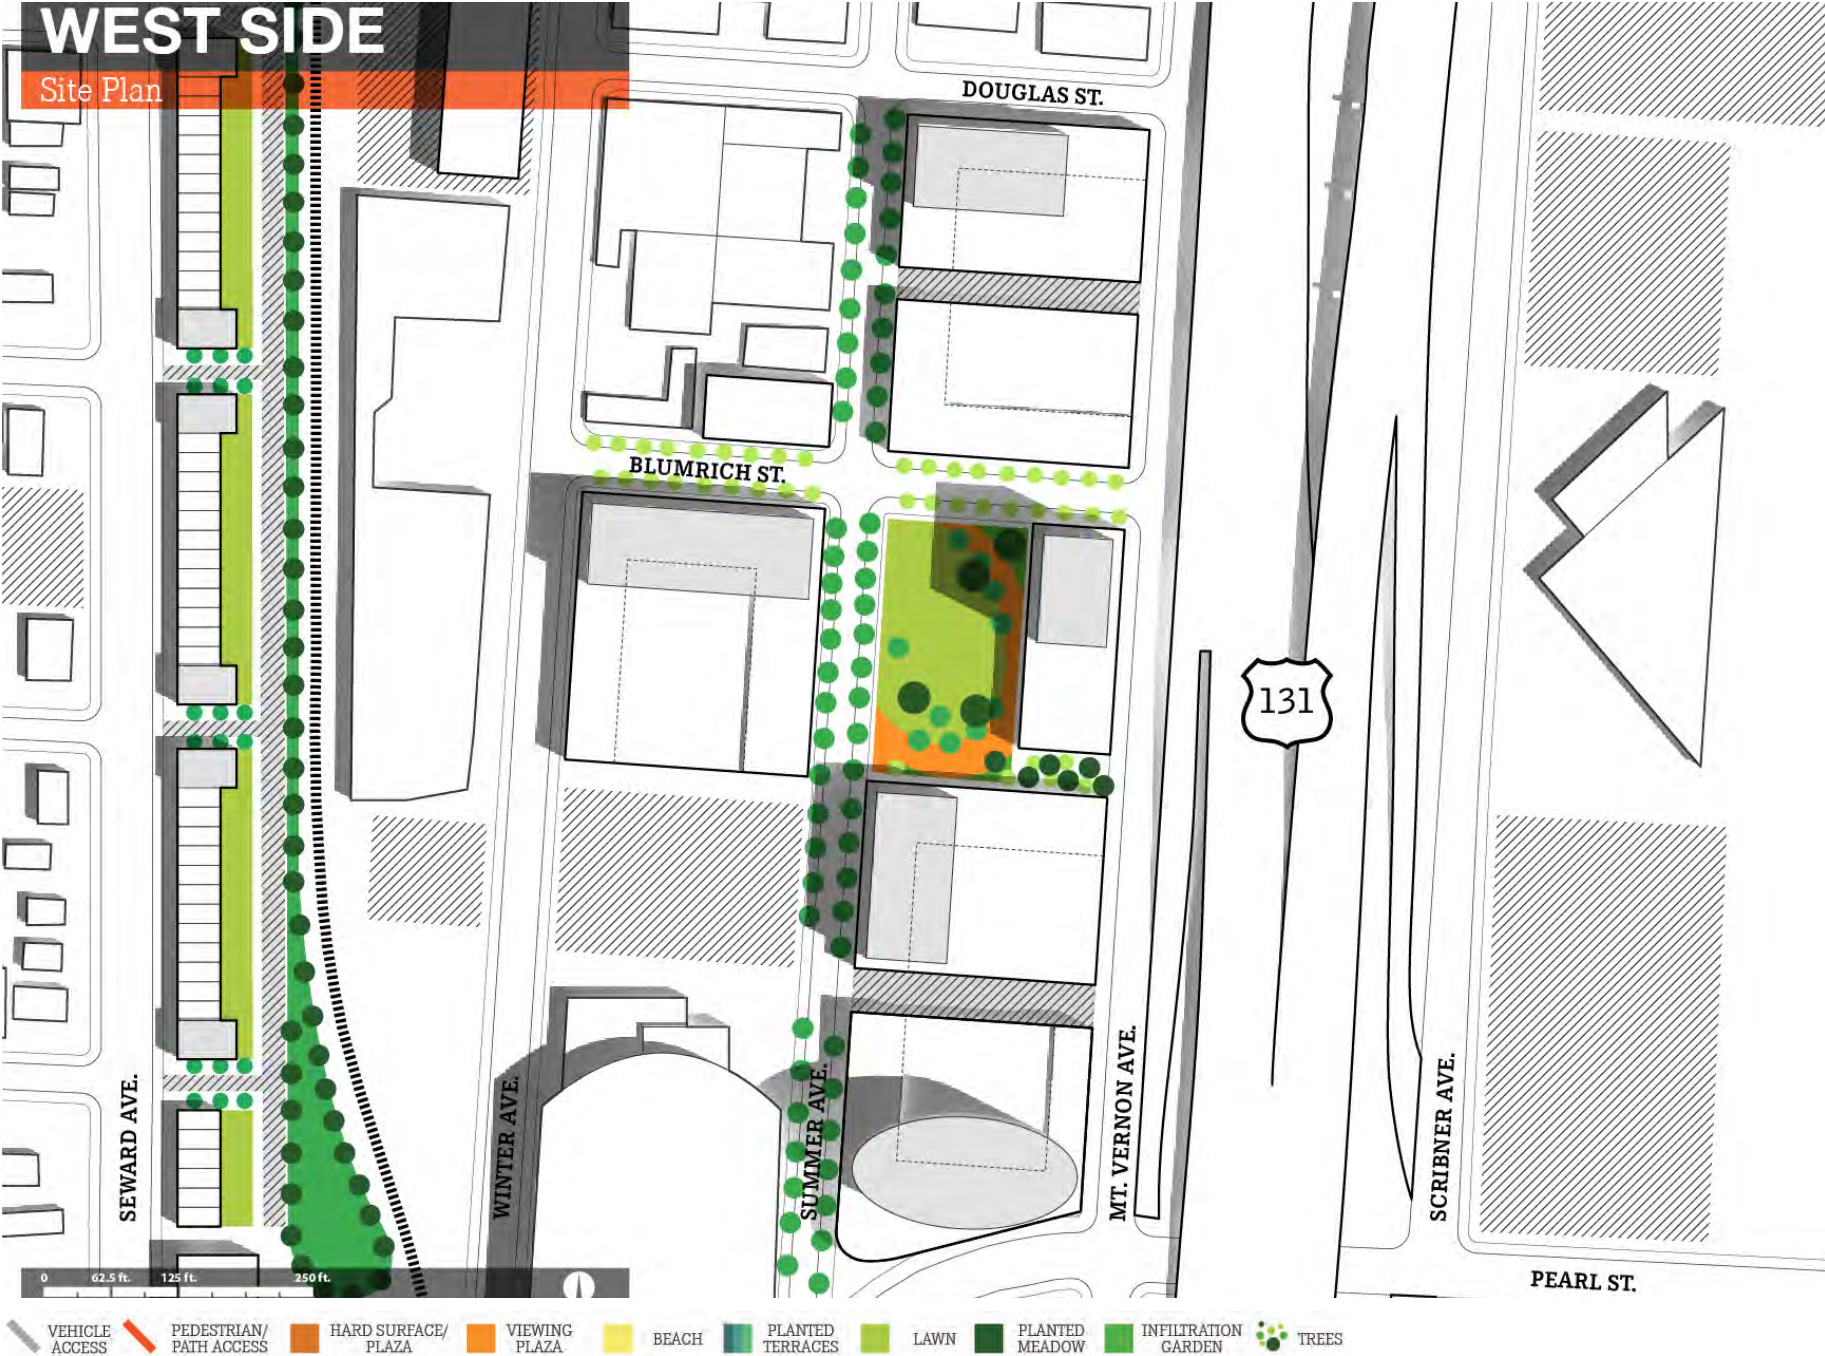 WEST SIDE
Site Plan
DOUGLAS ST.
BLUMRICH ST.
131
SEWARD AVE.
WINTER AVE.
SUMMER AVE.
MT. VERNON AVE.
SCRIBNER AVE.
PEARL ST.
0 62.5 ft. 125 ft. 250 ft.
VEHICLE
ACCESS
PEDESTRIAN/
PATH ACCESS
HARD SURFACE/
PLAZA
VIEWING
PLAZA
BEACH
PLANTED
TERRACES
LAWN
PLANTED
MEADOW
INFILTRATION
GARDEN
TREES